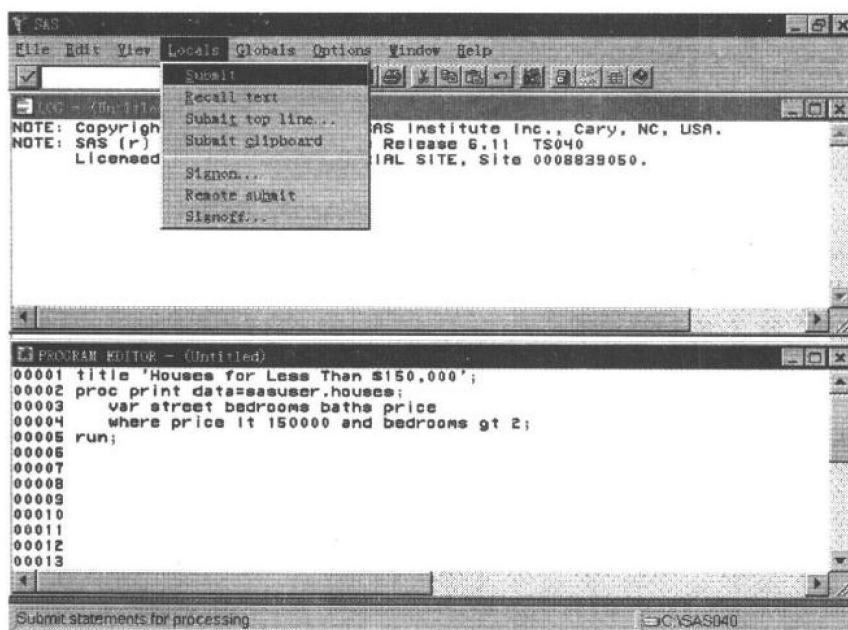 SAS
File Edit View Locals Globals Options Window Help
Submit
Recall text
Submit top line...
Submit clipboard
Signon...
Remote submit
Signoff...
LOG - (Untitle
NOTE: Copyrigh SAS Institute Inc., Cary, NC, USA.
NOTE: SAS (r) Release 6.11 TS040
Licensed IAL SITE, Site 0008839050.
PROGRAM EDITOR - (Untitled)
00001 title 'Houses for Less Than $150,000';
00002 proc print data=sasuser.houses;
00003 var street bedrooms baths price
00004 where price lt 150000 and bedrooms gt 2;
00005 run;
00006
00007
00008
00009
00010
00011
00012
00013
Submit statements for processing C:\SAS040